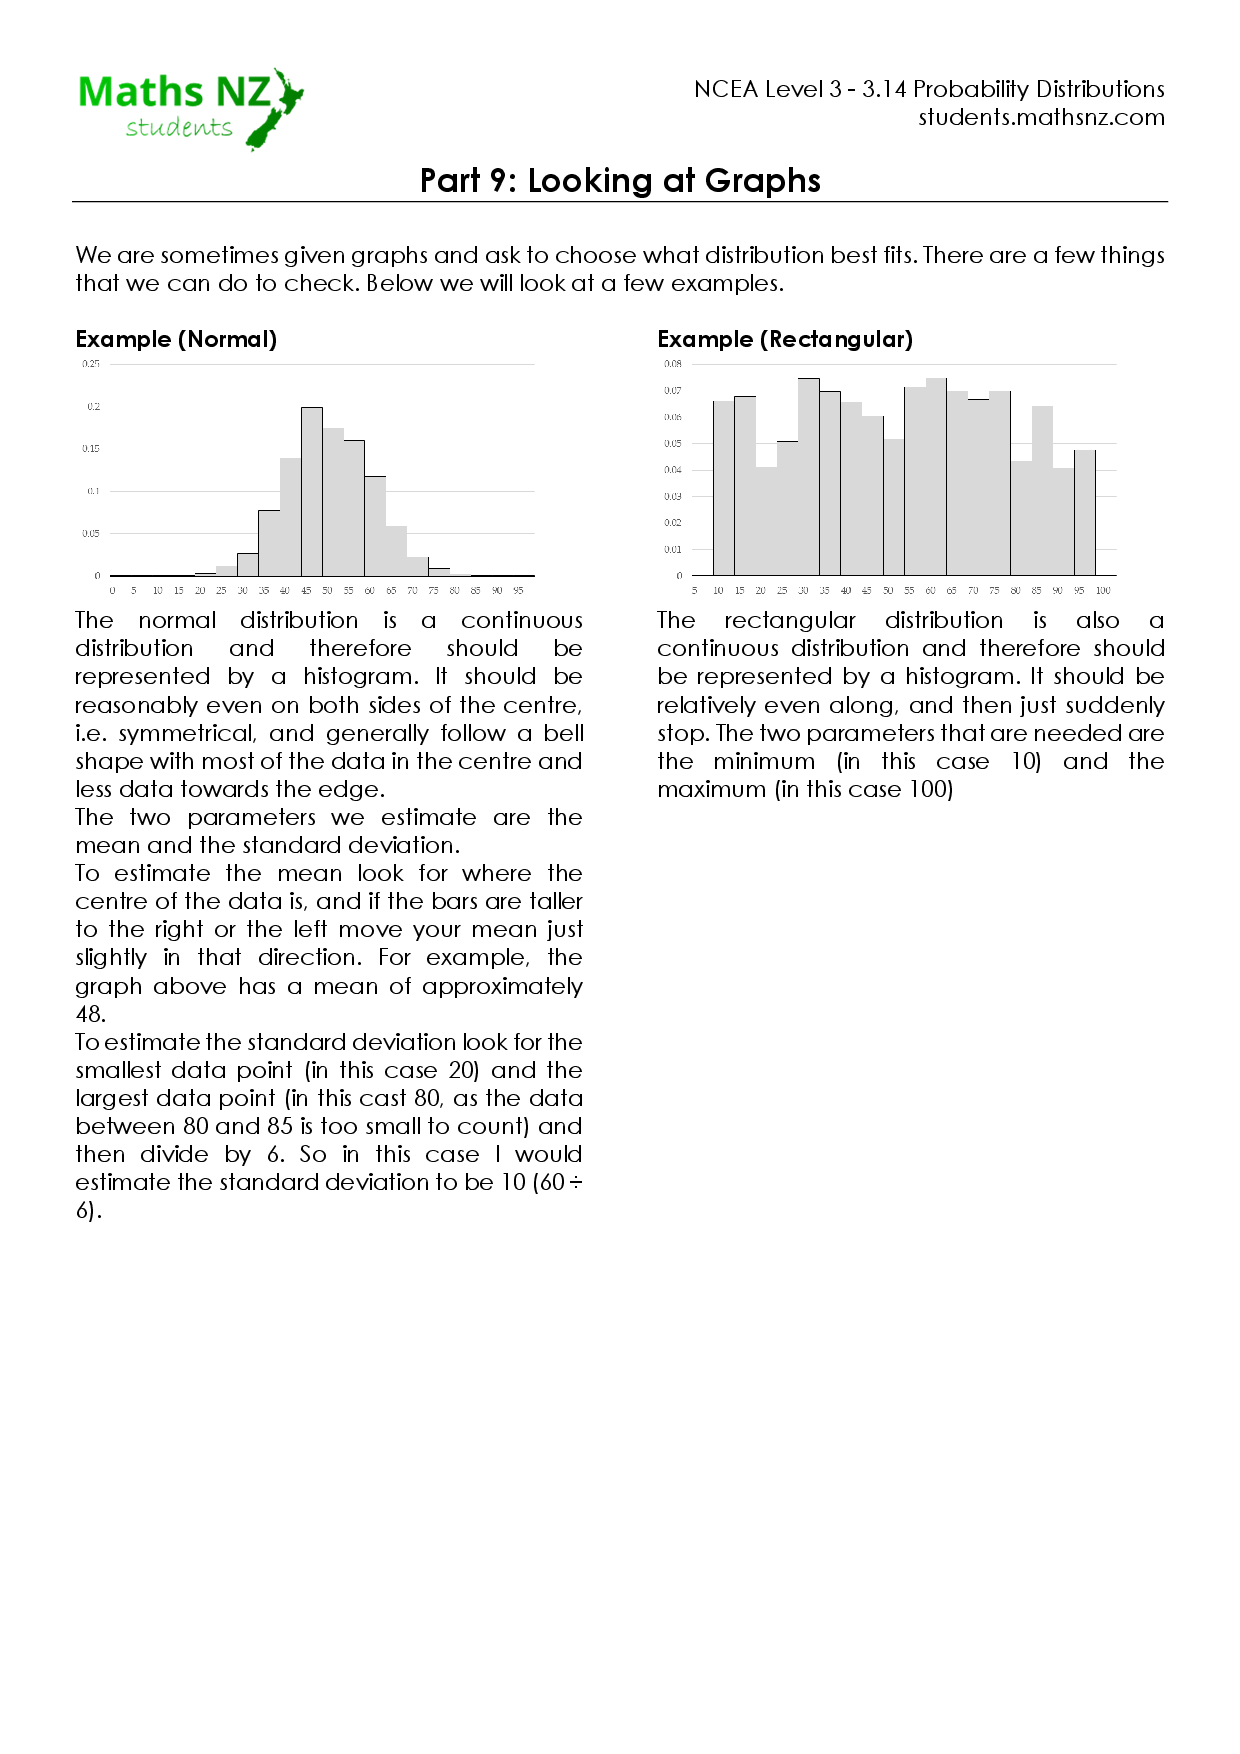 Maths NZ
students
NCEA Level 3 - 3.14 Probability Distributions
students.mathsnz.com
Part 9: Looking at Graphs
We are sometimes given graphs and ask to choose what distribution best fits. There are a few things
that we can do to check. Below we will look at a few examples.
Example (Normal)
0.25
0.2
0.15
0.1
0.05
0
0 5 10 15 20 25 30 35 40 45 50 55 60 65 70 75 80 85 90 95
The normal distribution is a continuous
distribution and therefore should be
represented by a histogram. It should be
reasonably even on both sides of the centre,
i.e. symmetrical, and generally follow a bell
shape with most of the data in the centre and
less data towards the edge.
The two parameters we estimate are the
mean and the standard deviation.
To estimate the mean look for where the
centre of the data is, and if the bars are taller
to the right or the left move your mean just
slightly in that direction. For example, the
graph above has a mean of approximately
48.
To estimate the standard deviation look for the
smallest data point (in this case 20) and the
largest data point (in this cast 80, as the data
between 80 and 85 is too small to count) and
then divide by 6. So in this case I would
estimate the standard deviation to be 10 (60 ÷
6).
Example (Rectangular)
0.08
0.07
0.06
0.05
0.04
0.03
0.02
0.01
0
5 10 15 20 25 30 35 40 45 50 55 60 65 70 75 80 85 90 95 100
The rectangular distribution is also a
continuous distribution and therefore should
be represented by a histogram. It should be
relatively even along, and then just suddenly
stop. The two parameters that are needed are
the minimum (in this case 10) and the
maximum (in this case 100)